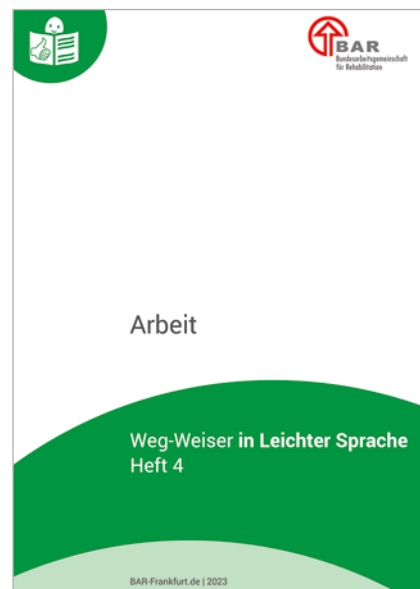 BAR
Bundesarbeitsgemeinschaft
für Rehabilitation
Arbeit
Weg-Weiser in Leichter Sprache
Heft 4
BAR-Frankfurt.de | 2023